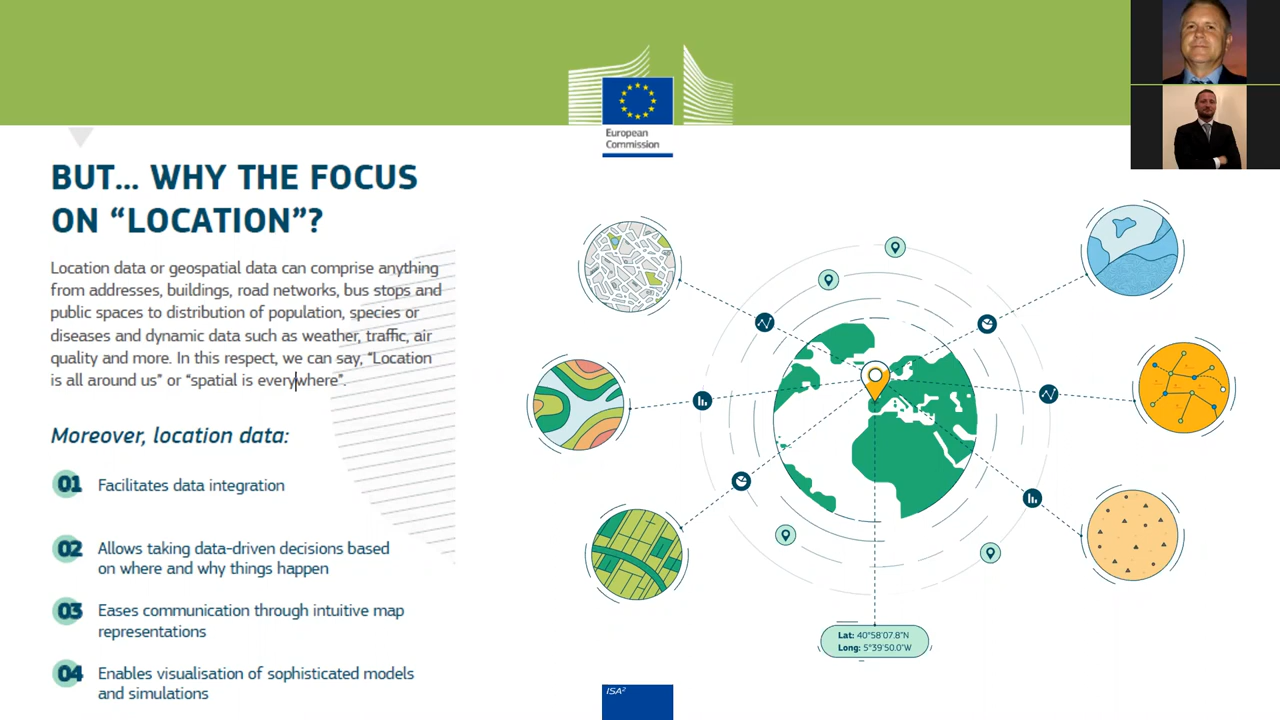 European
Commission
BUT... WHY THE FOCUS
ON “LOCATION”?
Location data or geospatial data can comprise anything
from addresses, buildings, road networks, bus stops and
public spaces to distribution of population, species or
diseases and dynamic data such as weather, traffic, air
quality and more. In this respect, we can say, “Location
is all around us” or “spatial is everywhere”.
Moreover, location data:
01 Facilitates data integration
02 Allows taking data-driven decisions based
on where and why things happen
03 Eases communication through intuitive map
representations
04 Enables visualisation of sophisticated models
and simulations
Lat: 40°58'07.8"N
Long: 5°39'50.0"W
ISA²